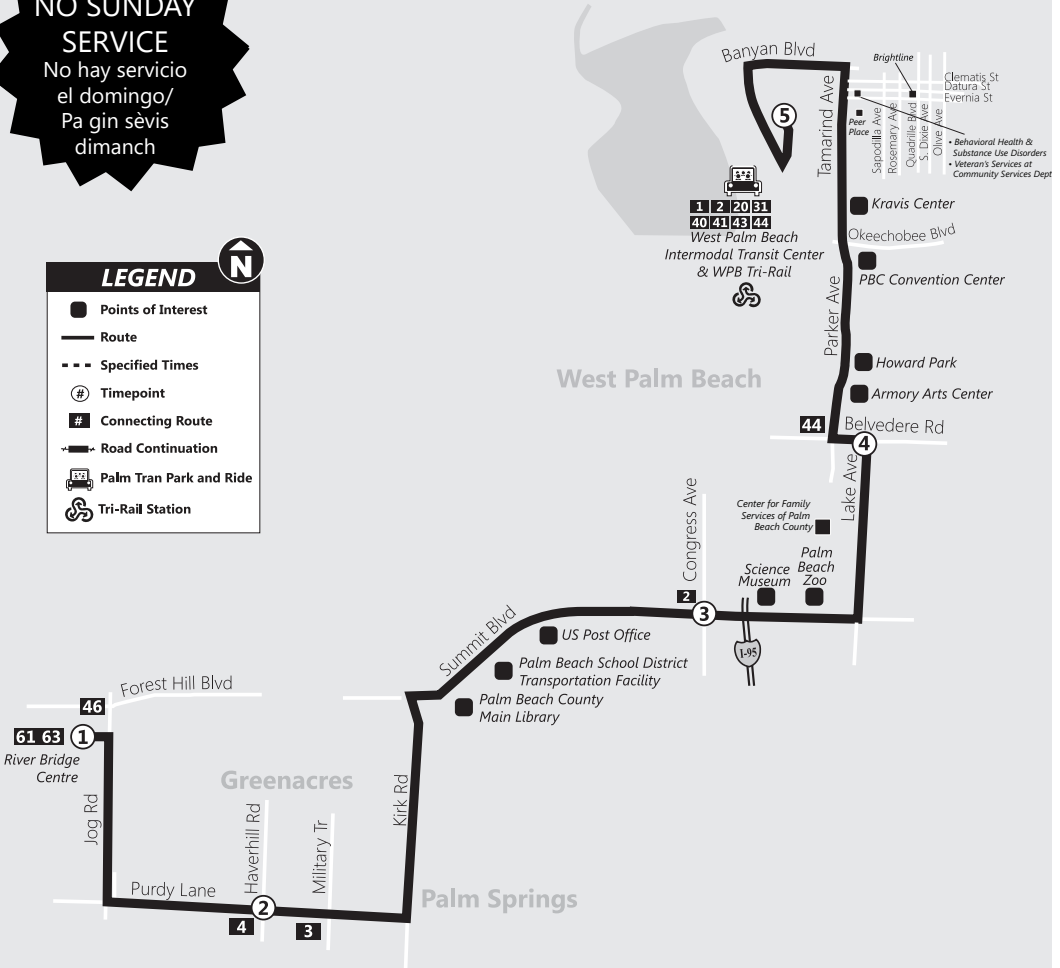 NO SUNDAY
SERVICE
No hay servicio
el domingo/
Pa gin sèvis
dimanch
Banyan Blvd
Brightline
Clematis St
Datura St
Evernia St
5
Tamarind Ave
Peer
Place
Sapodilla Ave
Rosemary Ave
Quadrille Blvd
S. Dixie Ave
Olive Ave
• Behavioral Health &
Substance Use Disorders
• Veteran's Services at
Community Services Dept
1 2 20 31
40 41 43 44
West Palm Beach
Intermodal Transit Center
& WPB Tri-Rail
Kravis Center
Okeechobee Blvd
PBC Convention Center
N
LEGEND
Points of Interest
Route
Specified Times
# Timepoint
# Connecting Route
Road Continuation
Palm Tran Park and Ride
Tri-Rail Station
Parker Ave
Howard Park
West Palm Beach
Armory Arts Center
44
Belvedere Rd
4
Lake Ave
Congress Ave
Center for Family
Services of Palm
Beach County
Science
Museum
Palm
Beach
Zoo
2
3
I-95
Summit Blvd
US Post Office
Palm Beach School District
Transportation Facility
Palm Beach County
Main Library
Forest Hill Blvd
46
61 63
1
River Bridge
Centre
Greenacres
Jog Rd
Haverhill Rd
Military Tr
Kirk Rd
Purdy Lane
2
4
3
Palm Springs